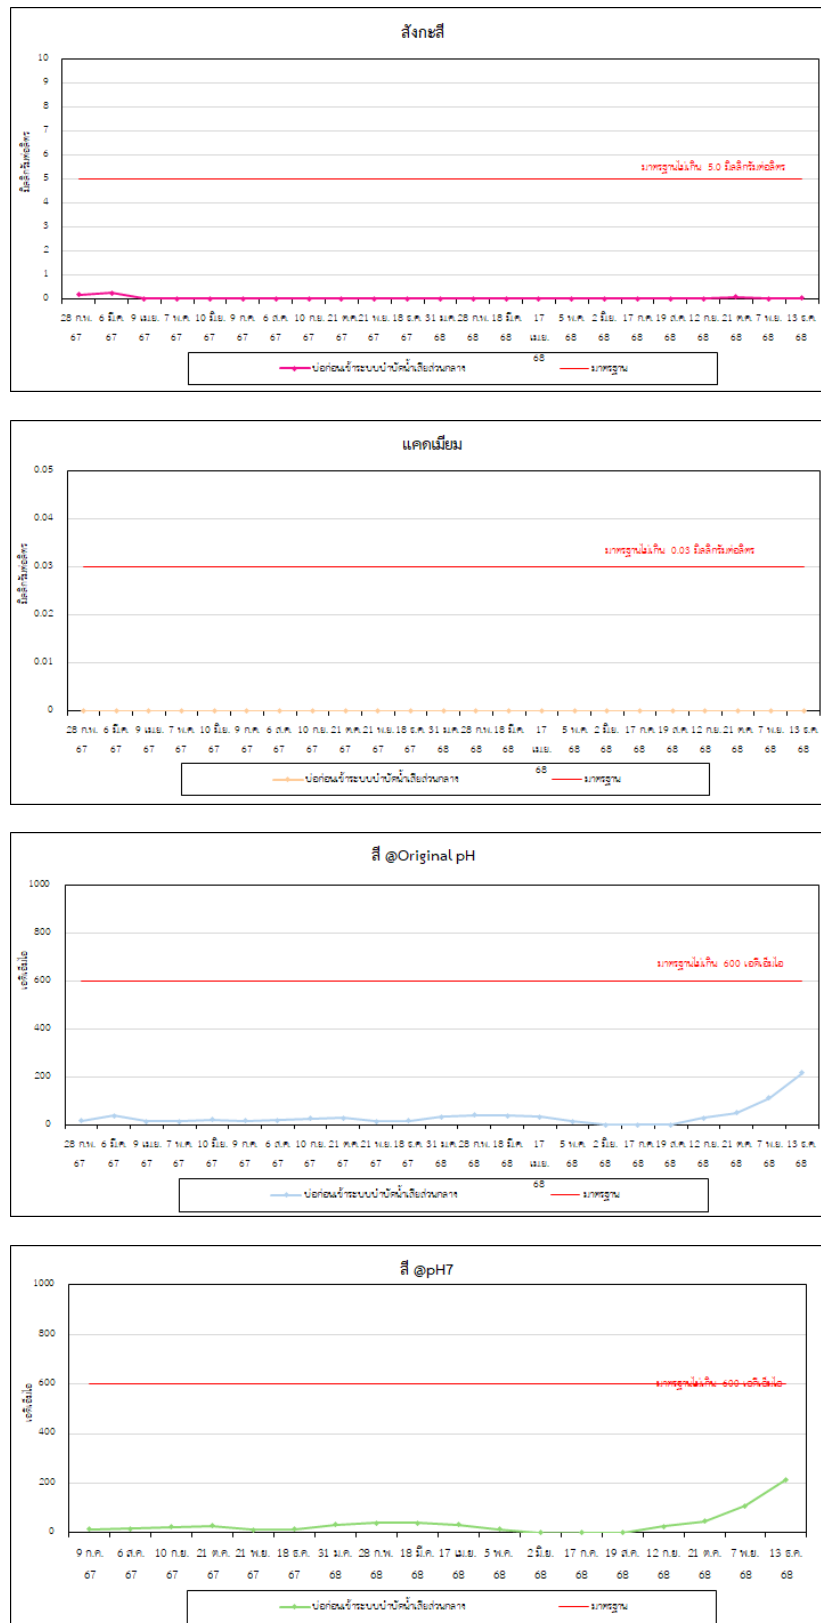 สังกะสี
10
9
8
7
6
5
4
3
2
1
0
มิลลิกรัมต่อลิตร
มาตรฐานไม่เกิน 5.0 มิลลิกรัมต่อลิตร
28 ก.พ. 6 มี.ค. 9 เม.ย. 7 พ.ค. 10 มิ.ย. 9 ก.ค. 6 ส.ค. 10 ก.ย. 21 ต.ค. 21 พ.ย. 18 ธ.ค. 31 ม.ค. 28 ก.พ. 18 มี.ค. 17 5 พ.ค. 2 มิ.ย. 17 ก.ค. 19 ส.ค. 12 ก.ย. 21 ต.ค. 7 พ.ย. 13 ธ.ค.
67 67 67 67 67 67 67 67 67 67 67 68 68 68 เม.ย. 68 68 68 68 68 68 68 68
68
บ่อก่อนเข้าระบบบำบัดน้ำเสียส่วนกลาง มาตรฐาน
แคดเมียม
0.05
0.04
0.03
0.02
0.01
0
มิลลิกรัมต่อลิตร
มาตรฐานไม่เกิน 0.03 มิลลิกรัมต่อลิตร
28 ก.พ. 6 มี.ค. 9 เม.ย. 7 พ.ค. 10 มิ.ย. 9 ก.ค. 6 ส.ค. 10 ก.ย. 21 ต.ค. 21 พ.ย. 18 ธ.ค. 31 ม.ค. 28 ก.พ. 18 มี.ค. 17 5 พ.ค. 2 มิ.ย. 17 ก.ค. 19 ส.ค. 12 ก.ย. 21 ต.ค. 7 พ.ย. 13 ธ.ค.
67 67 67 67 67 67 67 67 67 67 67 68 68 68 เม.ย. 68 68 68 68 68 68 68 68
68
บ่อก่อนเข้าระบบบำบัดน้ำเสียส่วนกลาง มาตรฐาน
สี @Original pH
1000
800
600
400
200
0
เอดีเอ็มไอ
มาตรฐานไม่เกิน 600 เอดีเอ็มไอ
28 ก.พ. 6 มี.ค. 9 เม.ย. 7 พ.ค. 10 มิ.ย. 9 ก.ค. 6 ส.ค. 10 ก.ย. 21 ต.ค. 21 พ.ย. 18 ธ.ค. 31 ม.ค. 28 ก.พ. 18 มี.ค. 17 5 พ.ค. 2 มิ.ย. 17 ก.ค. 19 ส.ค. 12 ก.ย. 21 ต.ค. 7 พ.ย. 13 ธ.ค.
67 67 67 67 67 67 67 67 67 67 67 68 68 68 เม.ย. 68 68 68 68 68 68 68 68
68
บ่อก่อนเข้าระบบบำบัดน้ำเสียส่วนกลาง มาตรฐาน
สี @pH7
1000
800
600
400
200
0
เอดีเอ็มไอ
มาตรฐานไม่เกิน 600 เอดีเอ็มไอ
9 ก.ค. 6 ส.ค. 10 ก.ย. 21 ต.ค. 21 พ.ย. 18 ธ.ค. 31 ม.ค. 28 ก.พ. 18 มี.ค. 17 เม.ย. 5 พ.ค. 2 มิ.ย. 17 ก.ค. 19 ส.ค. 12 ก.ย. 21 ต.ค. 7 พ.ย. 13 ธ.ค.
67 67 67 67 67 67 68 68 68 68 68 68 68 68 68 68 68 68
บ่อก่อนเข้าระบบบำบัดน้ำเสียส่วนกลาง มาตรฐาน